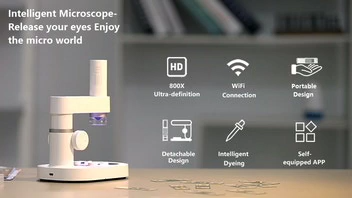 Intelligent Microscope-
Release your eyes Enjoy
the micro world
HD
800X
Ultra-definition
WiFi
Connection
Portable
Design
Detachable
Design
Intelligent
Dyeing
Self-
equipped APP